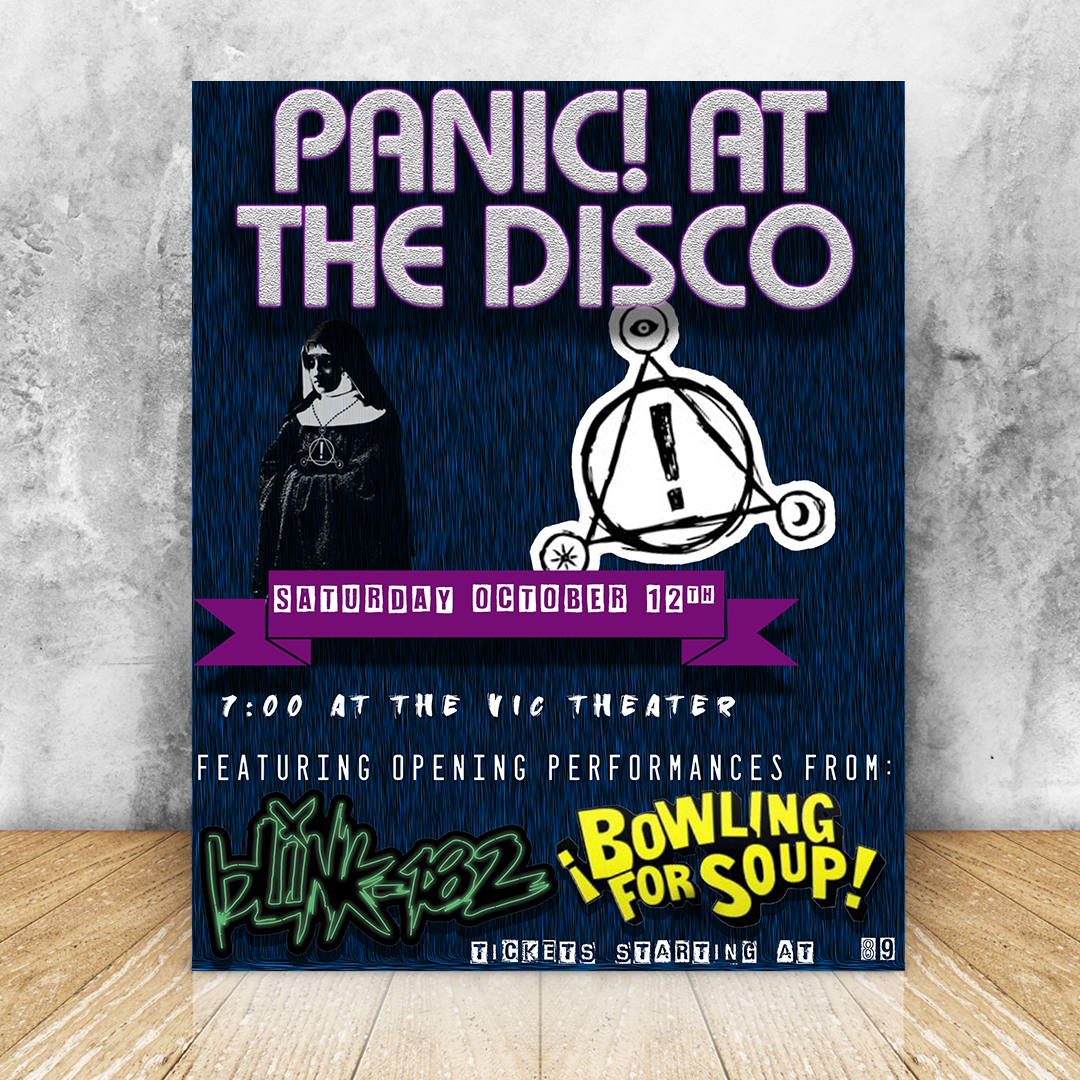 PANIC! AT
THE DISCO
!
!
SATURDAY OCTOBER 12TH
7:00 AT THE VIC THEATER
FEATURING OPENING PERFORMANCES FROM:
blink-182
¡BOWLING
FOR SOUP!
TICKETS STARTING AT 89